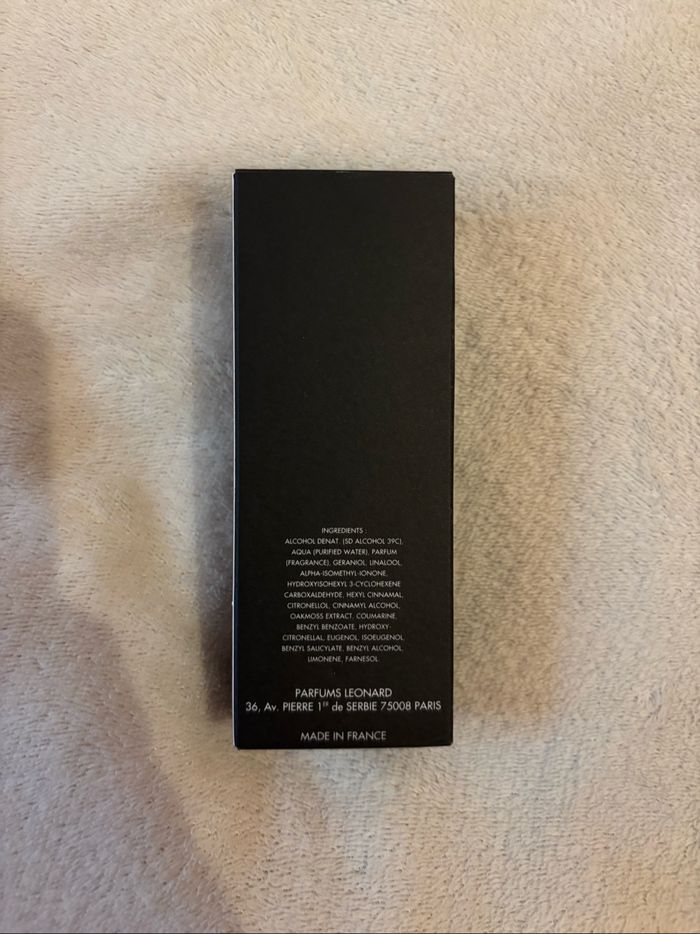 INGREDIENTS :
ALCOHOL DENAT. (SD ALCOHOL 39C),
AQUA (PURIFIED WATER), PARFUM
(FRAGRANCE), GERANIOL, LINALOOL,
ALPHA-ISOMETHYL-IONONE,
HYDROXYISOHEXYL 3-CYCLOHEXENE
CARBOXALDEHYDE, HEXYL CINNAMAL,
CITRONELLOL, CINNAMYL ALCOHOL,
OAKMOSS EXTRACT, COUMARINE,
BENZYL BENZOATE, HYDROXY-
CITRONELLAL, EUGENOL, ISOEUGENOL,
BENZYL SALICYLATE, BENZYL ALCOHOL,
LIMONENE, FARNESOL.
PARFUMS LEONARD
36, Av. PIERRE 1ER de SERBIE 75008 PARIS
MADE IN FRANCE